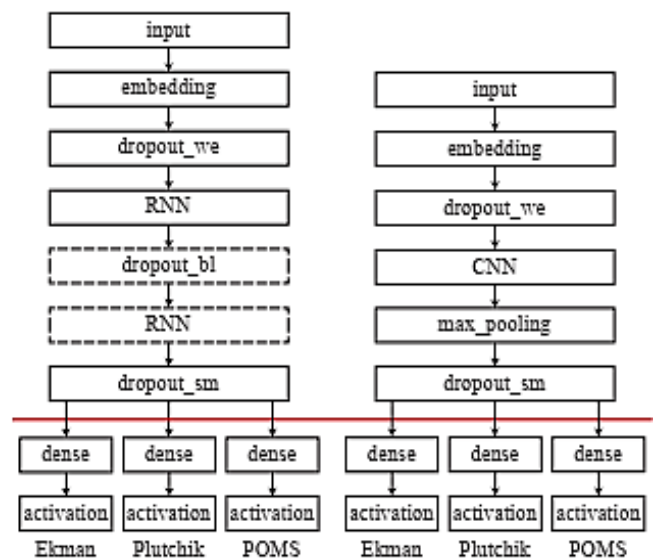 input
embedding
dropout_we
RNN
dropout_bl
RNN
dropout_sm
dense dense dense
activation activation activation
Ekman Plutchik POMS
input
embedding
dropout_we
CNN
max_pooling
dropout_sm
dense dense dense
activation activation activation
Ekman Plutchik POMS